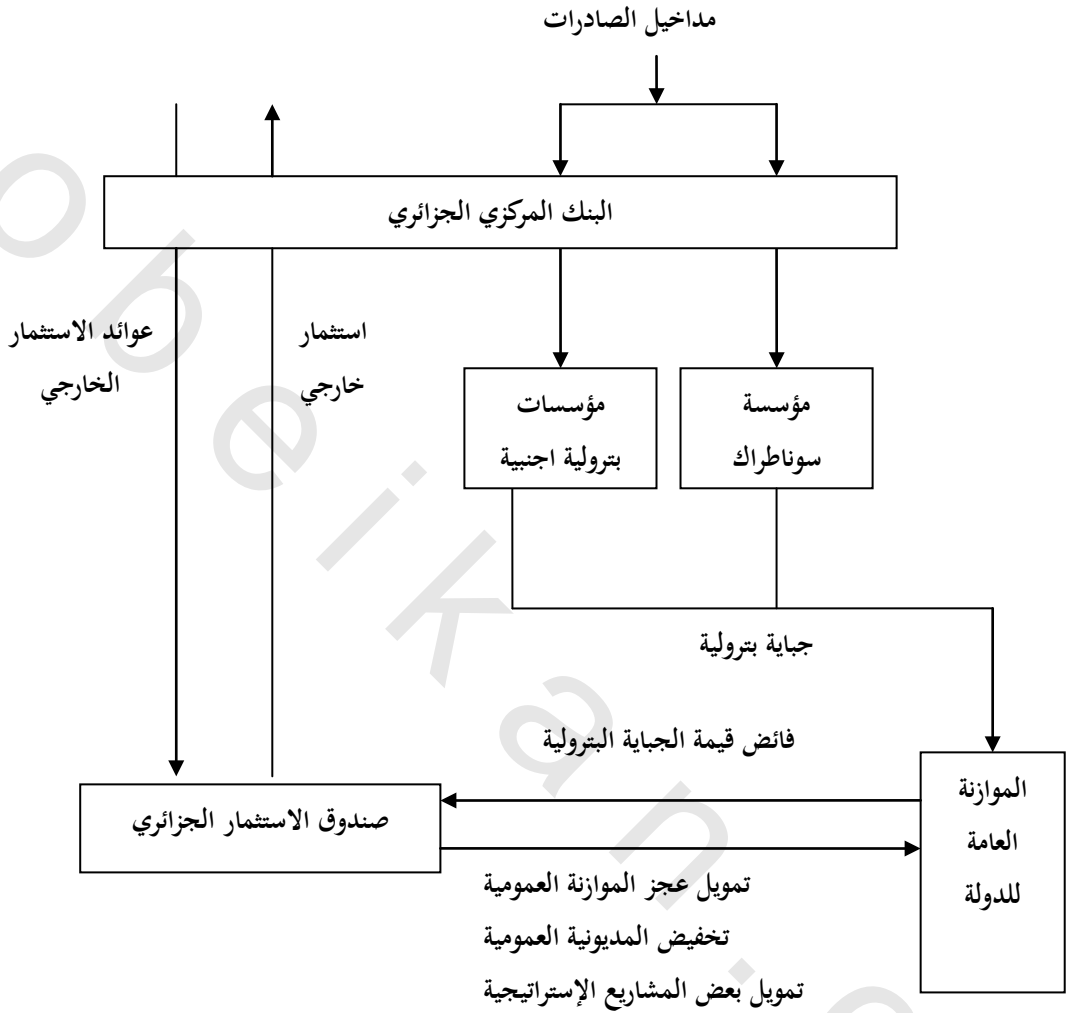 مداخيل الصادرات
البنك المركزي الجزائري
استثمار
خارجي
عوائد الاستثمار
الخارجي
مؤسسة
سوناطراك
مؤسسات
بترولية اجنبية
جباية بترولية
فائض قيمة الجباية البترولية
الموازنة
العامة
للدولة
صندوق الاستثمار الجزائري
تمويل عجز الموازنة العمومية
تخفيض المديونية العمومية
تمويل بعض المشاريع الإستراتيجية
obeikan.c